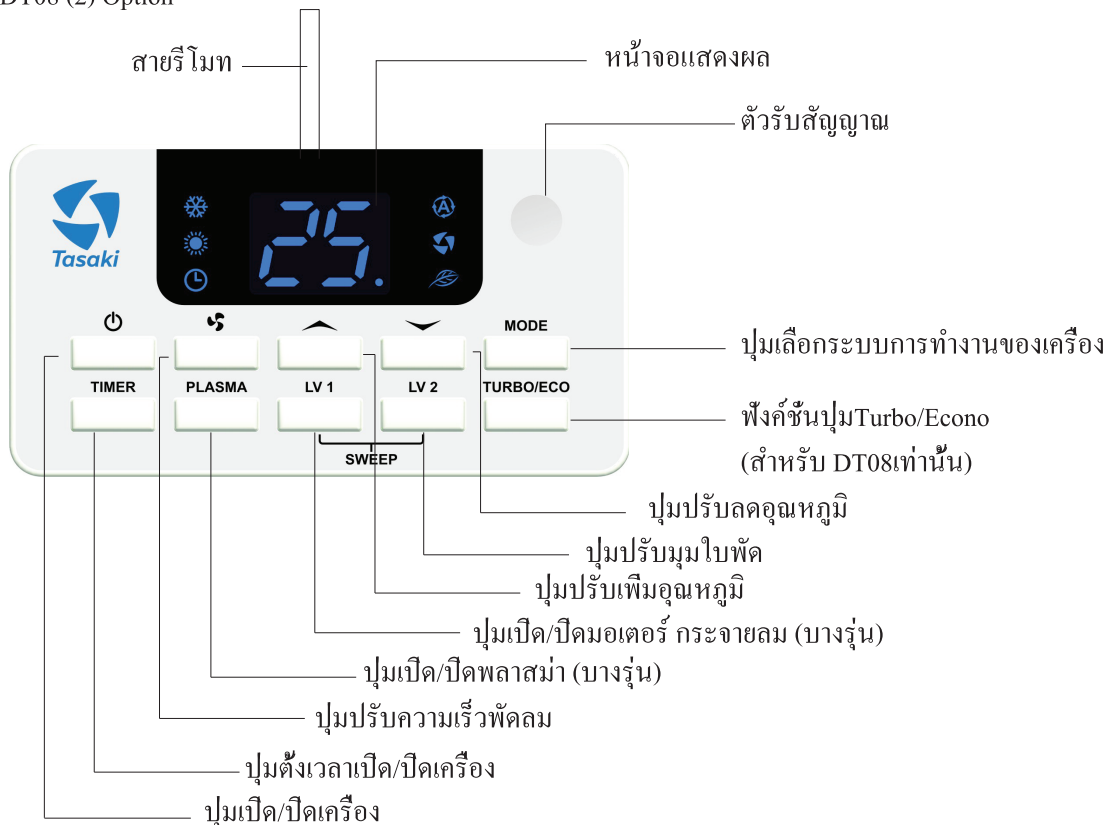 DT08 (2) Option
สายรีโมท
หน้าจอแสดงผล
ตัวรับสัญญาณ
Tasaki
25.
A
MODE
ปุ่มเลือกระบบการทำงานของเครื่อง
TIMER PLASMA LV 1 LV 2 TURBO/ECO
ฟังค์ชั่นปุ่มTurbo/Econo
(สำหรับ DT08เท่านั้น)
SWEEP
ปุ่มปรับลดอุณหภูมิ
ปุ่มปรับมุมใบพัด
ปุ่มปรับเพิ่มอุณหภูมิ
ปุ่มเปิด/ปิดมอเตอร์ กระจายลม (บางรุ่น)
ปุ่มเปิด/ปิดพลาสม่า (บางรุ่น)
ปุ่มปรับความเร็วพัดลม
ปุ่มตั้งเวลาเปิด/ปิดเครื่อง
ปุ่มเปิด/ปิดเครื่อง